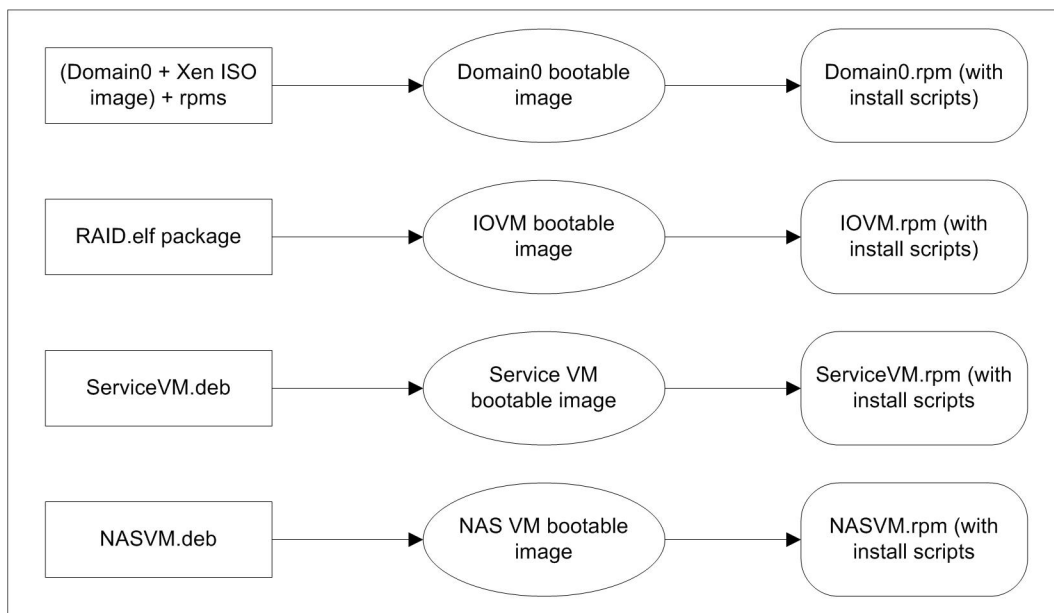 (Domain0 + Xen ISO
image) + rpms
Domain0 bootable
image
Domain0.rpm (with
install scripts)
RAID.elf package
IOVM bootable
image
IOVM.rpm (with
install scripts)
ServiceVM.deb
Service VM
bootable image
ServiceVM.rpm (with
install scripts
NASVM.deb
NAS VM bootable
image
NASVM.rpm (with
install scripts